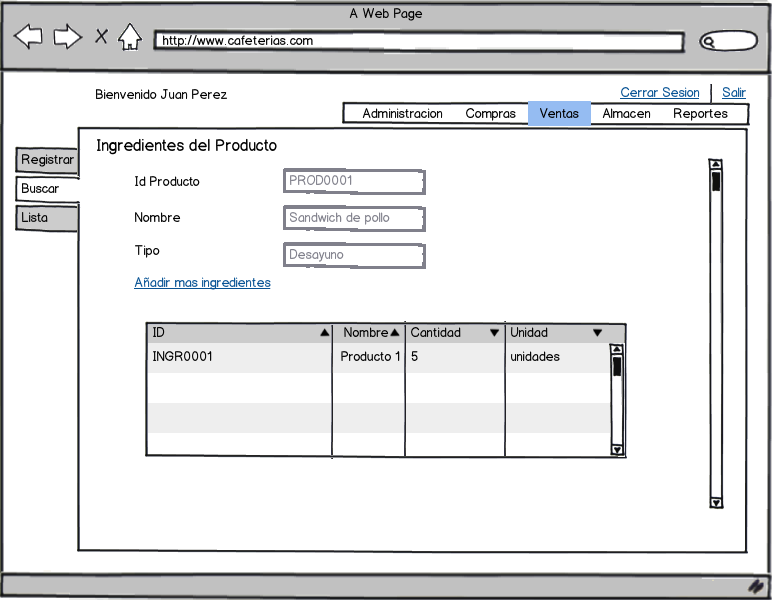 A Web Page
http://www.cafeterias.com
Bienvenido Juan Perez
Cerrar Sesion Salir
Administracion Compras Ventas Almacen Reportes
Ingredientes del Producto
Registrar
Buscar
Lista
Id Producto PROD0001
Nombre Sandwich de pollo
Tipo Desayuno
Añadir mas ingredientes
ID Nombre Cantidad Unidad
INGR0001 Producto 1 5 unidades